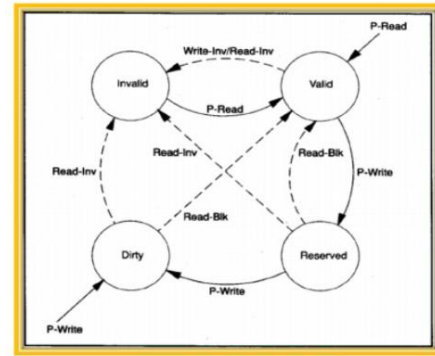 P-Read
Write-Inv/Read-Inv
Invalid
Valid
P-Read
Read-Inv
Read-Inv
Read-Blk
P-Write
Read-Blk
Dirty
Reserved
P-Write
P-Write